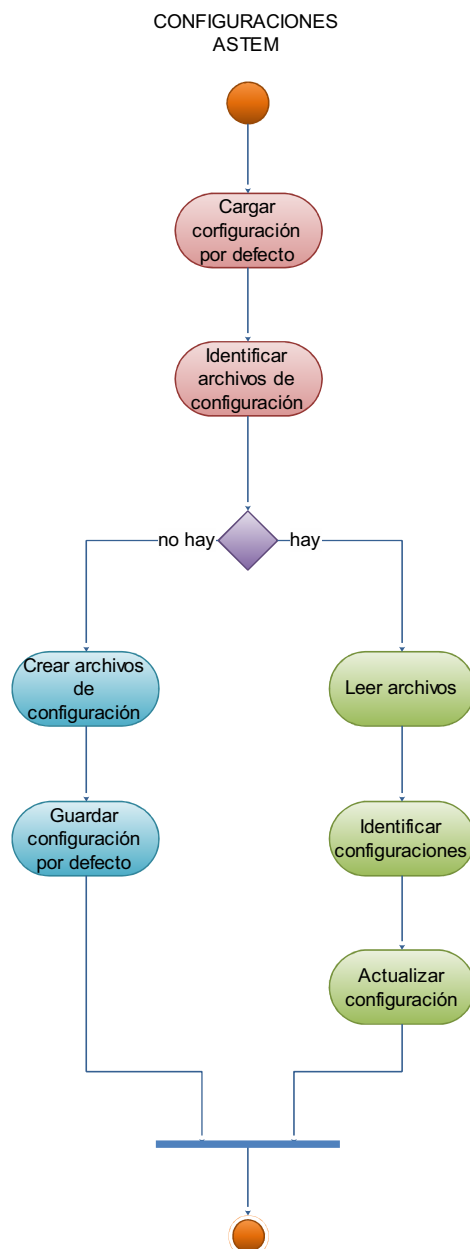 CONFIGURACIONES
ASTEM
Cargar
corfiguración
por defecto
Identificar
archivos de
configuración
no hay
hay
Crear archivos
de
configuración
Leer archivos
Guardar
configuración
por defecto
Identificar
configuraciones
Actualizar
configuración